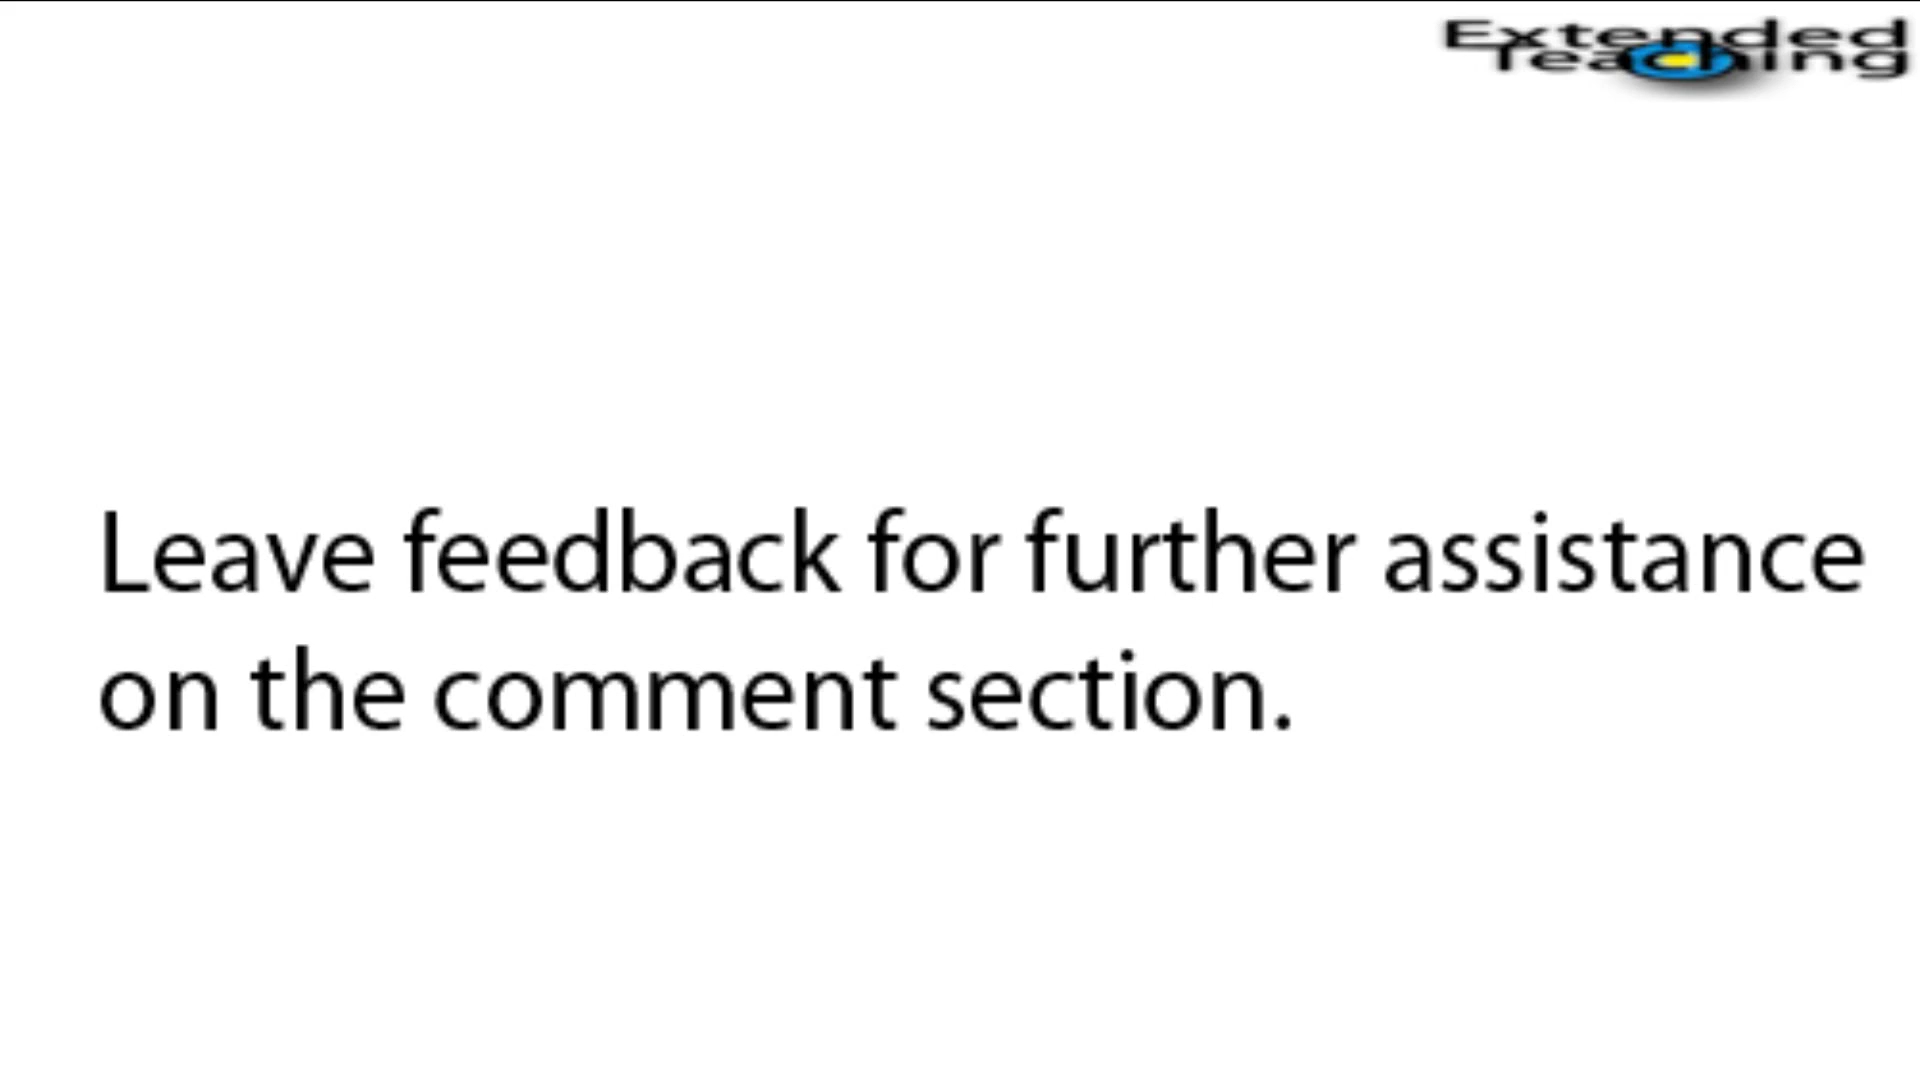 Extended
Teaching
Leave feedback for further assistance
on the comment section.